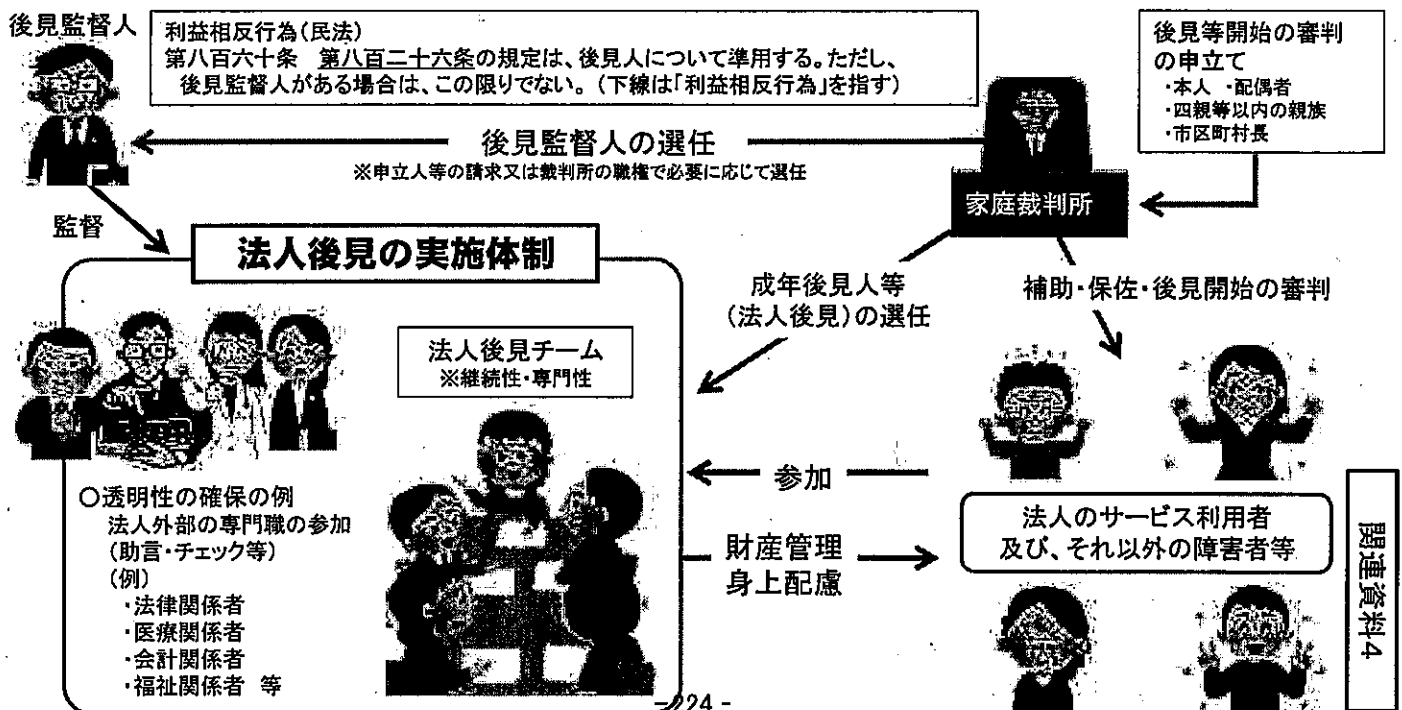 後見監督人
利益相反行為(民法)
第八百六十条　第八百二十六条の規定は、後見人について準用する。ただし、
後見監督人がある場合は、この限りでない。(下線は「利益相反行為」を指す)
後見等開始の審判
の申立て
・本人　・配偶者
・四親等以内の親族
・市区町村長
後見監督人の選任
※申立人等の請求又は裁判所の職権で必要に応じて選任
家庭裁判所
監督
法人後見の実施体制
成年後見人等
(法人後見)の選任
補助・保佐・後見開始の審判
法人後見チーム
※継続性・専門性
参加
○透明性の確保の例
法人外部の専門職の参加
(助言・チェック等)
(例)
・法律関係者
・医療関係者
・会計関係者
・福祉関係者　等
財産管理
身上配慮
法人のサービス利用者
及び、それ以外の障害者等
関連資料4
-224-